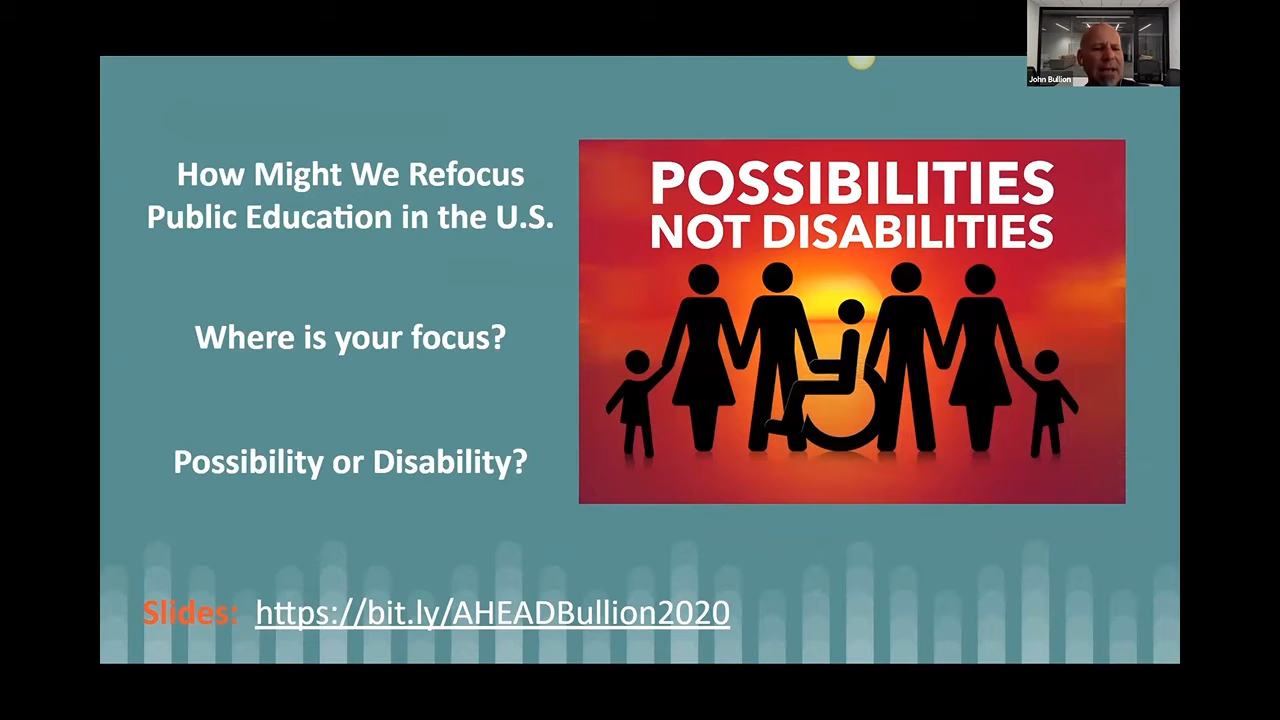 John Bullion
How Might We Refocus
Public Education in the U.S.
Where is your focus?
Possibility or Disability?
POSSIBILITIES
NOT DISABILITIES
Slides: https://bit.ly/AHEADBullion2020